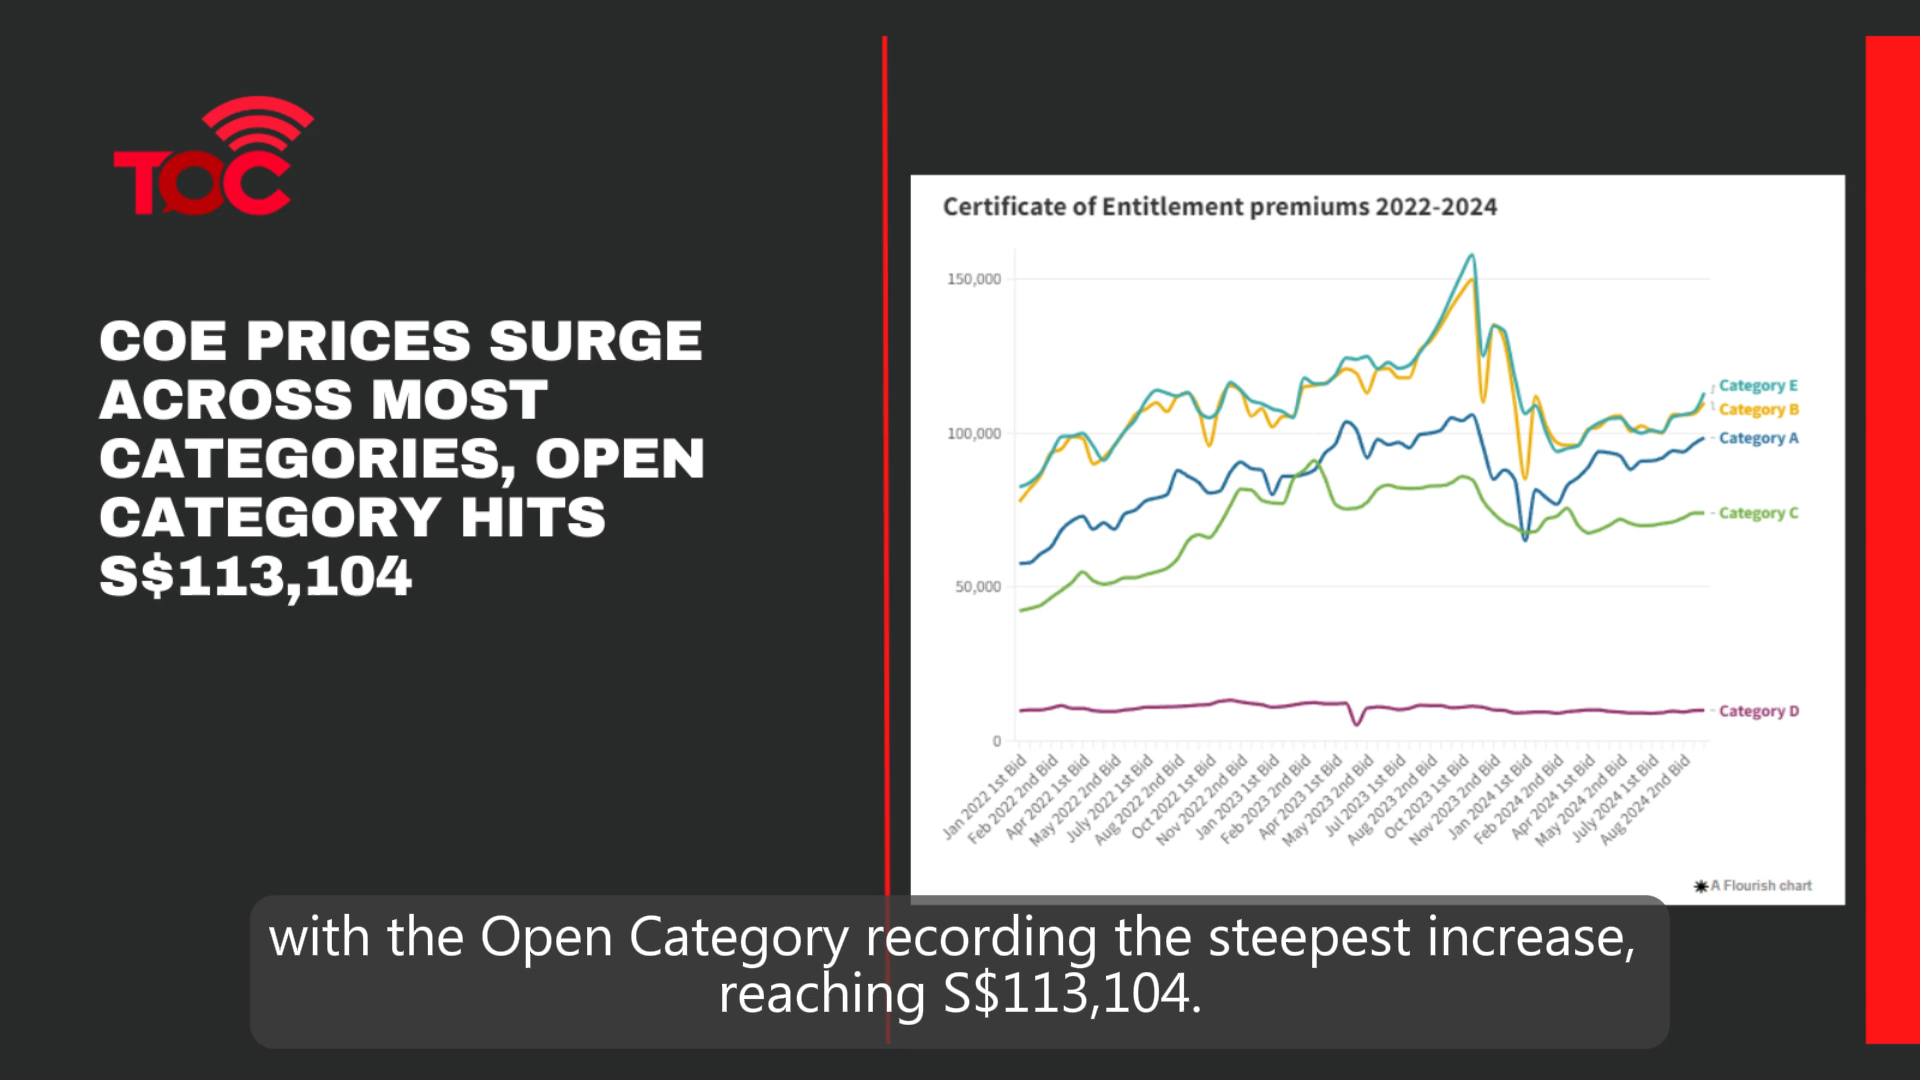 TOC
COE PRICES SURGE
ACROSS MOST
CATEGORIES, OPEN
CATEGORY HITS
S$113,104
Certificate of Entitlement premiums 2022-2024
150,000
100,000
50,000
0
Category E
Category B
Category A
Category C
Category D
Jan 2022 1st Bid
Feb 2022 2nd Bid
Apr 2022 1st Bid
May 2022 2nd Bid
July 2022 1st Bid
Aug 2022 2nd Bid
Oct 2022 1st Bid
Nov 2022 2nd Bid
Jan 2023 1st Bid
Feb 2023 2nd Bid
Apr 2023 1st Bid
May 2023 2nd Bid
Jul 2023 1st Bid
Aug 2023 2nd Bid
Oct 2023 1st Bid
Nov 2023 2nd Bid
Jan 2024 1st Bid
Feb 2024 2nd Bid
Apr 2024 1st Bid
May 2024 2nd Bid
July 2024 1st Bid
Aug 2024 2nd Bid
A Flourish chart
with the Open Category recording the steepest increase,
reaching S$113,104.